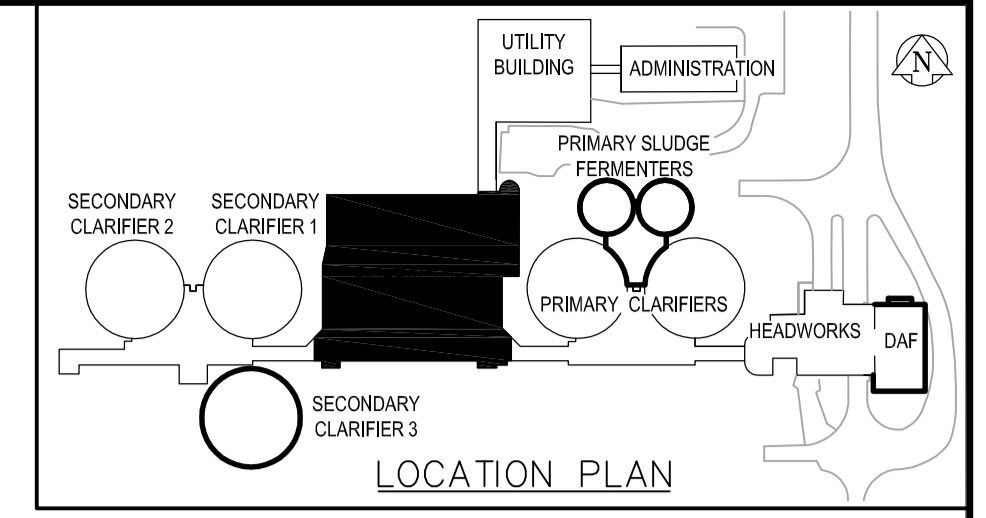 UTILITY
BUILDING
ADMINISTRATION
N
PRIMARY SLUDGE
FERMENTERS
SECONDARY
CLARIFIER 2
SECONDARY
CLARIFIER 1
PRIMARY CLARIFIERS
HEADWORKS
DAF
SECONDARY
CLARIFIER 3
LOCATION PLAN